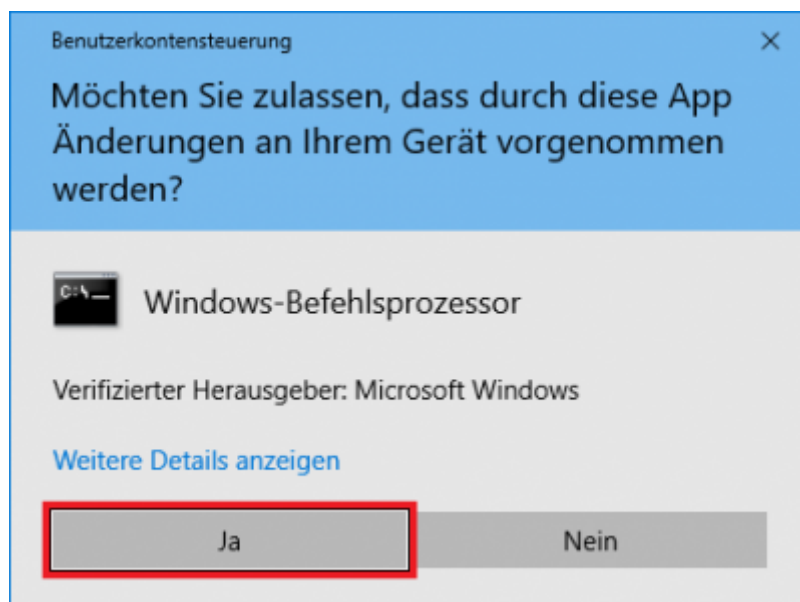 Benutzerkontensteuerung
Möchten Sie zulassen, dass durch diese App
Änderungen an Ihrem Gerät vorgenommen
werden?
C:\_
Windows-Befehlsprozessor
Verifizierter Herausgeber: Microsoft Windows
Weitere Details anzeigen
Ja
Nein